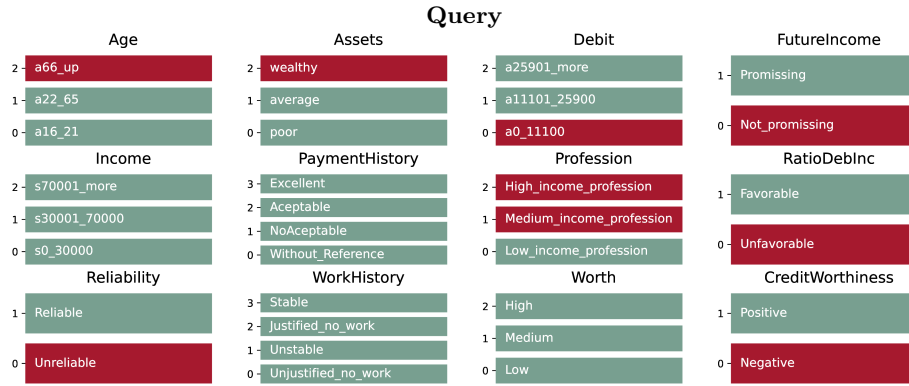 Query
Age
2 a66_up
1 a22_65
0 a16_21
Assets
2 wealthy
1 average
0 poor
Debit
2 a25901_more
1 a11101_25900
0 a0_11100
FutureIncome
1 Promissing
0 Not_promissing
Income
2 s70001_more
1 s30001_70000
0 s0_30000
PaymentHistory
3 Excellent
2 Aceptable
1 NoAceptable
0 Without_Reference
Profession
2 High_income_profession
1 Medium_income_profession
0 Low_income_profession
RatioDebInc
1 Favorable
0 Unfavorable
Reliability
1 Reliable
0 Unreliable
WorkHistory
3 Stable
2 Justified_no_work
1 Unstable
0 Unjustified_no_work
Worth
2 High
1 Medium
0 Low
CreditWorthiness
1 Positive
0 Negative